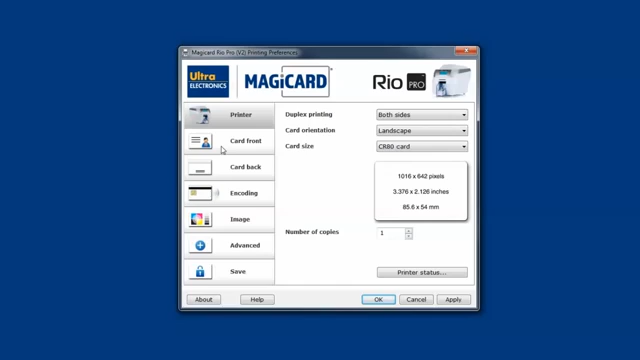 Magicard Rio Pro (V2) Printing Preferences
Ultra
ELECTRONICS
MAGiCARD
Rio PRO
Printer
Card front
Card back
Encoding
Image
Advanced
Save
Duplex printing
Both sides
Card orientation
Landscape
Card size
CR80 card
1016 x 642 pixels
3.376 x 2.126 inches
85.6 x 54 mm
Number of copies
1
Printer status...
About
Help
OK
Cancel
Apply